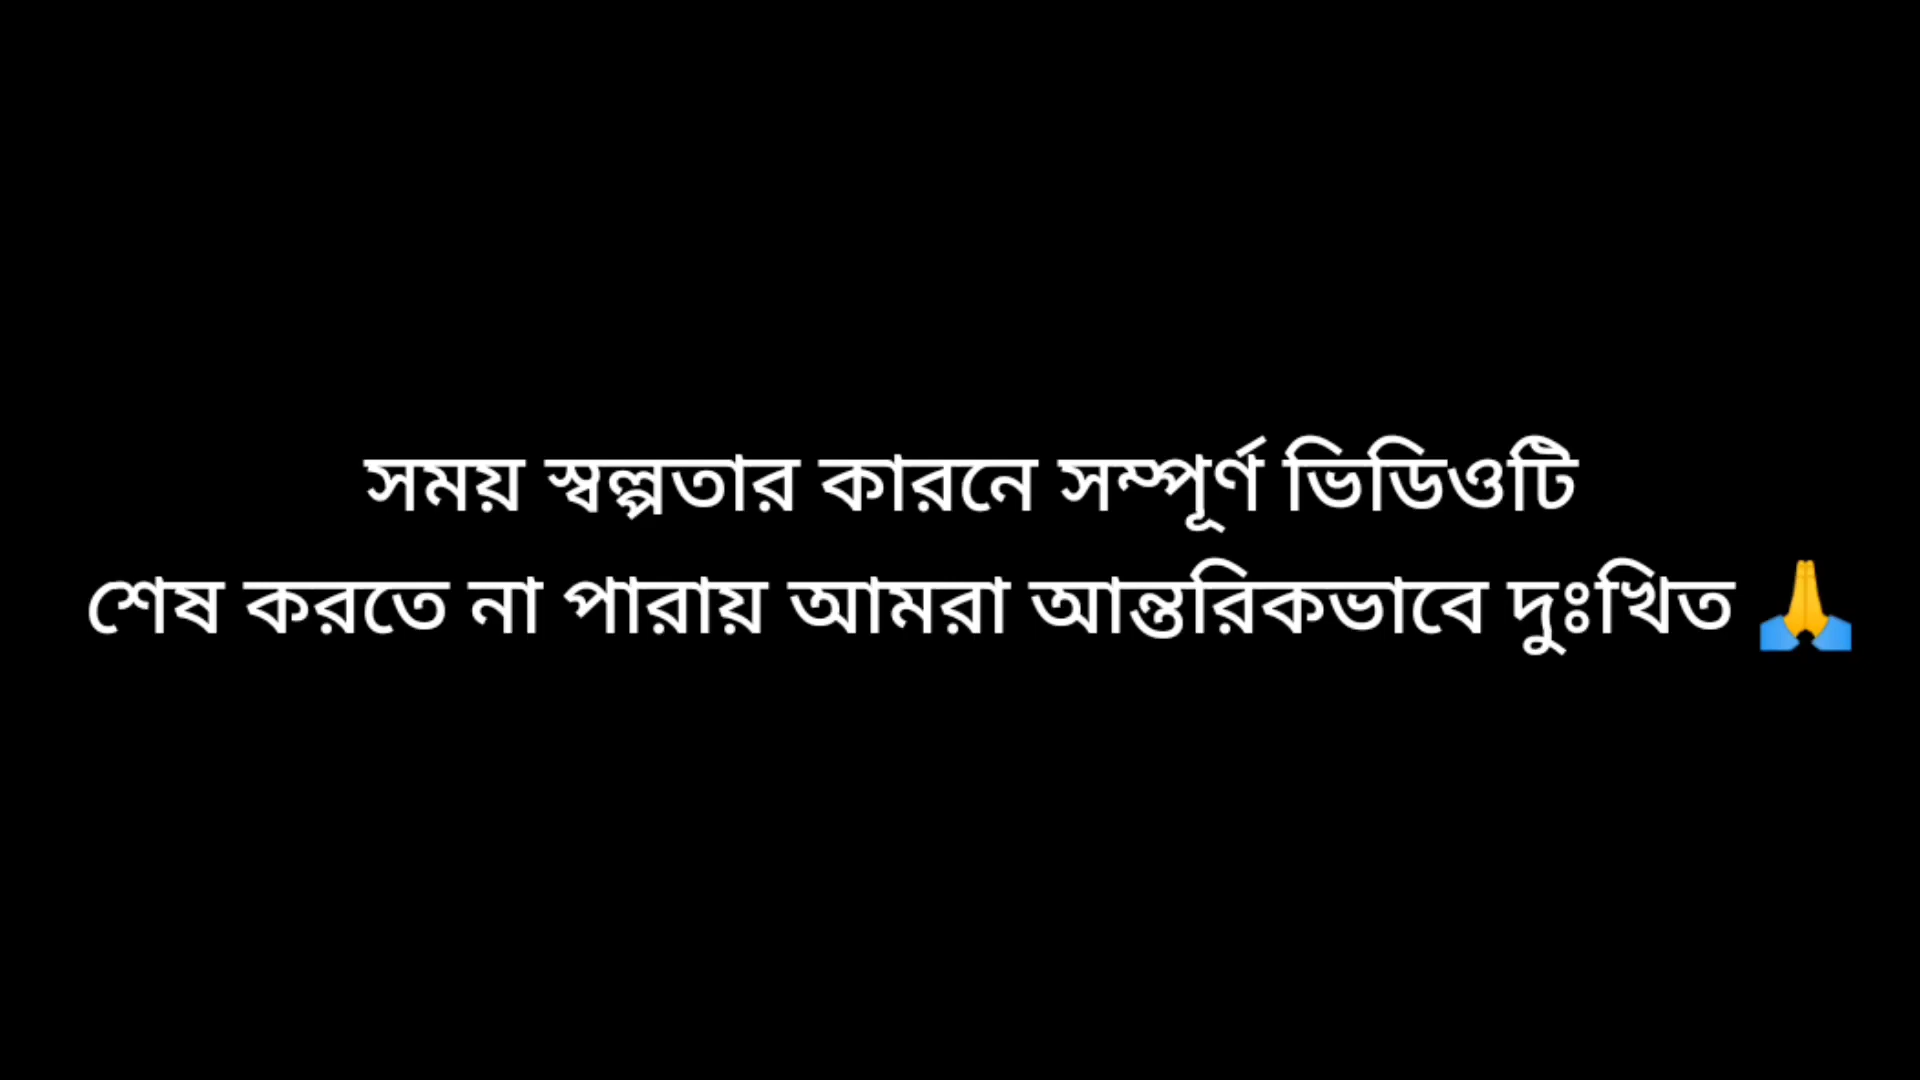 সময় স্বল্পতার কারনে সম্পূর্ণ ভিডিওটি
শেষ করতে না পারায় আমরা আন্তরিকভাবে দুঃখিত 🙏